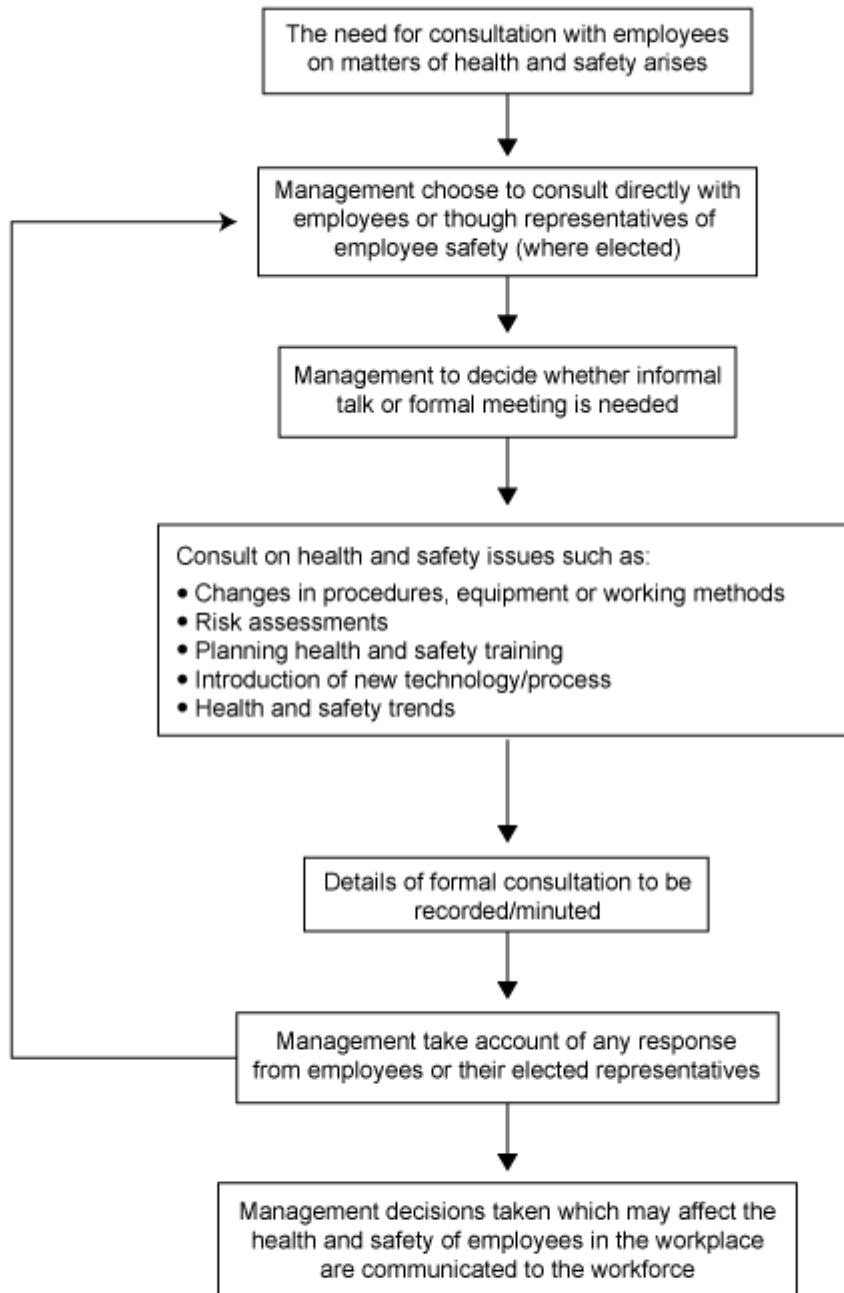 The need for consultation with employees
on matters of health and safety arises
Management choose to consult directly with
employees or though representatives of
employee safety (where elected)
Management to decide whether informal
talk or formal meeting is needed
Consult on health and safety issues such as:
• Changes in procedures, equipment or working methods
• Risk assessments
• Planning health and safety training
• Introduction of new technology/process
• Health and safety trends
Details of formal consultation to be
recorded/minuted
Management take account of any response
from employees or their elected representatives
Management decisions taken which may affect the
health and safety of employees in the workplace
are communicated to the workforce